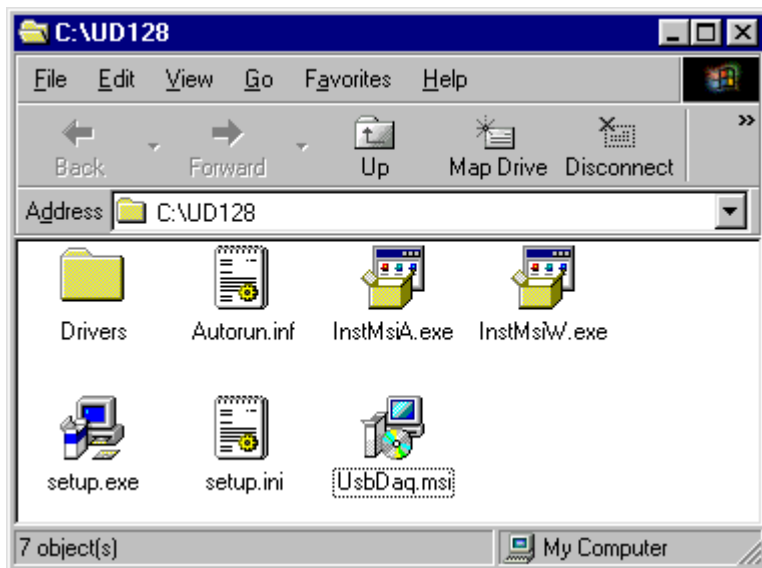 C:\UD128
File Edit View Go Favorites Help
Back Forward Up Map Drive Disconnect »
Address C:\UD128
Drivers Autorun.inf InstMsiA.exe InstMsiW.exe
setup.exe setup.ini UsbDaq.msi
7 object(s) My Computer